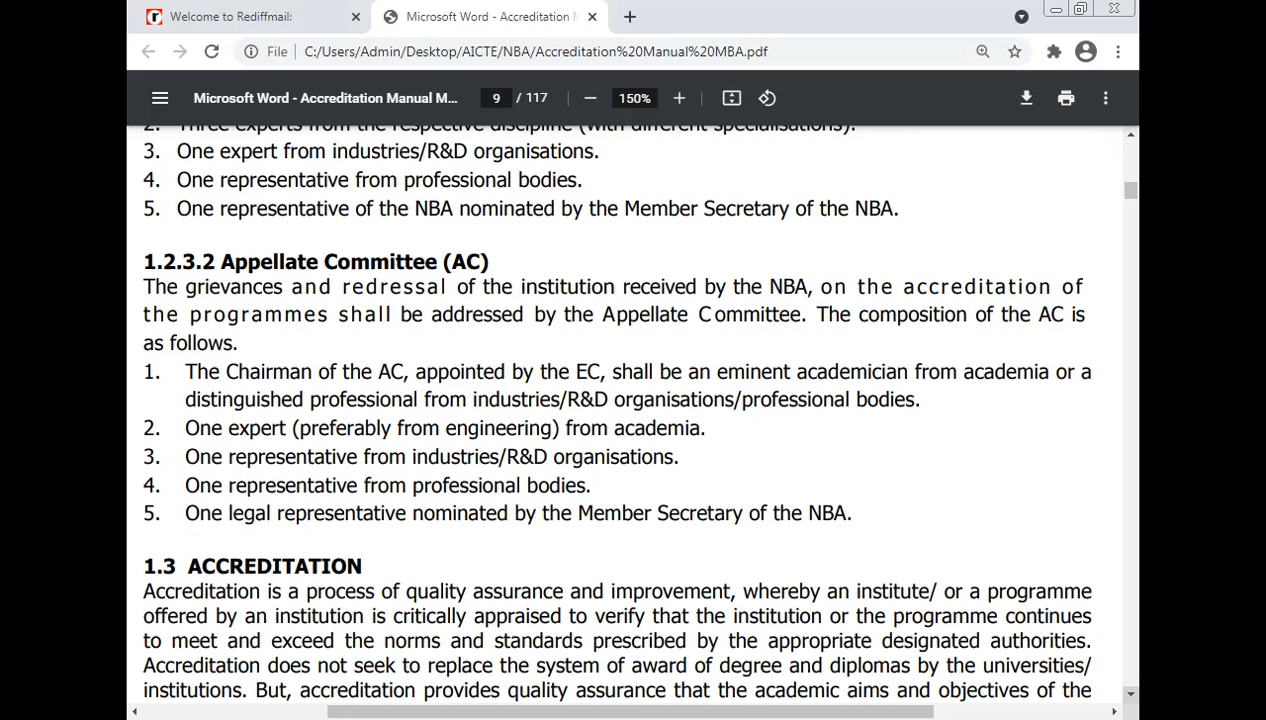 Welcome to Rediffmail:
Microsoft Word - Accreditation M
File
C:/Users/Admin/Desktop/AICTE/NBA/Accreditation%20Manual%20MBA.pdf
Microsoft Word - Accreditation Manual M...
9 / 117
150%
2. Three experts from the respective discipline (with different specialisations).
3. One expert from industries/R&D organisations.
4. One representative from professional bodies.
5. One representative of the NBA nominated by the Member Secretary of the NBA.
1.2.3.2 Appellate Committee (AC)
The grievances and redressal of the institution received by the NBA, on the accreditation of
the programmes shall be addressed by the Appellate Committee. The composition of the AC is
as follows.
1. The Chairman of the AC, appointed by the EC, shall be an eminent academician from academia or a
distinguished professional from industries/R&D organisations/professional bodies.
2. One expert (preferably from engineering) from academia.
3. One representative from industries/R&D organisations.
4. One representative from professional bodies.
5. One legal representative nominated by the Member Secretary of the NBA.
1.3 ACCREDITATION
Accreditation is a process of quality assurance and improvement, whereby an institute/ or a programme
offered by an institution is critically appraised to verify that the institution or the programme continues
to meet and exceed the norms and standards prescribed by the appropriate designated authorities.
Accreditation does not seek to replace the system of award of degree and diplomas by the universities/
institutions. But, accreditation provides quality assurance that the academic aims and objectives of the